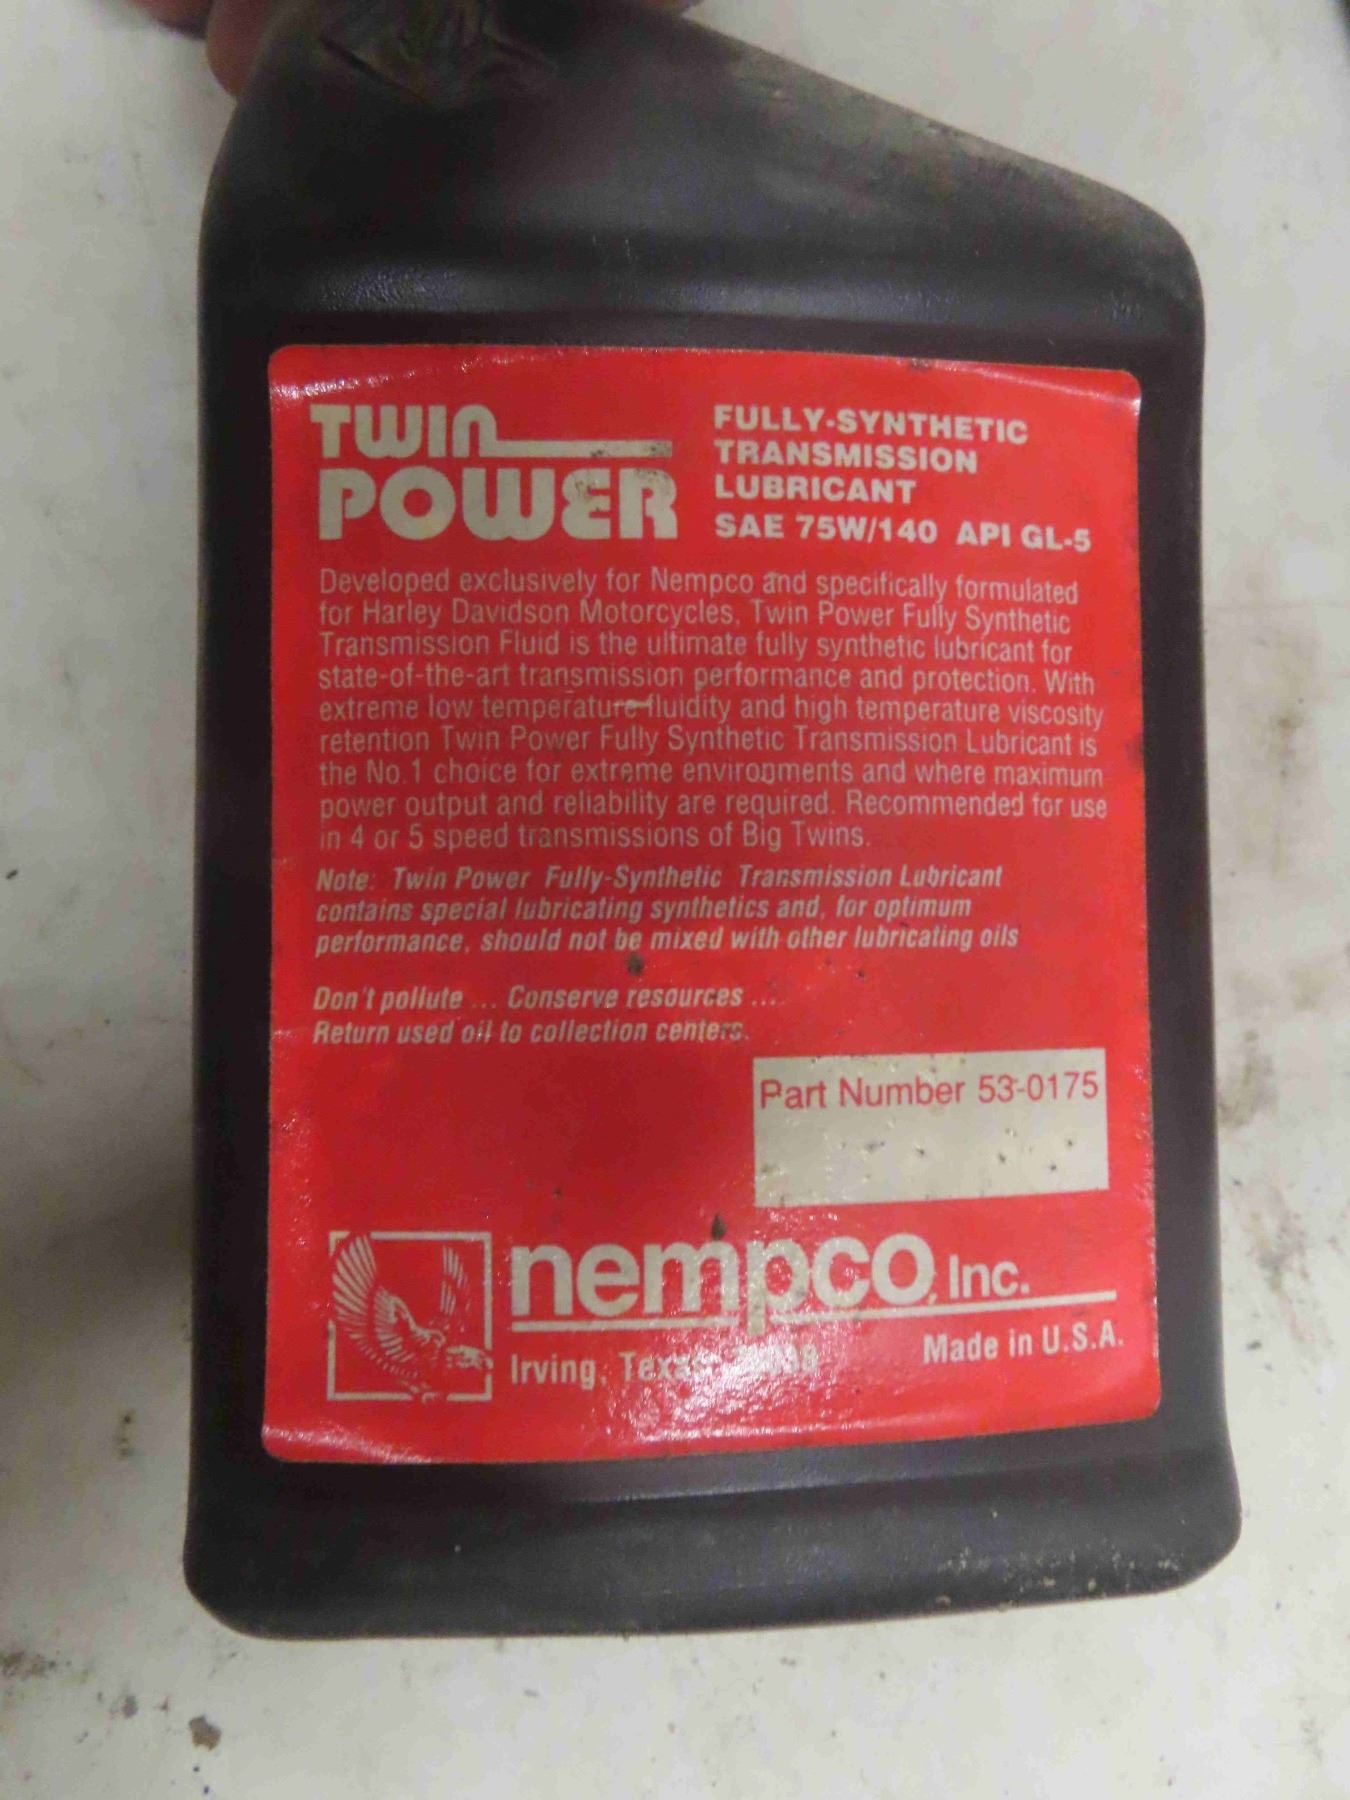 TWIN
POWER
FULLY-SYNTHETIC
TRANSMISSION
LUBRICANT
SAE 75W/140 API GL-5
Developed exclusively for Nempco and specifically formulated
for Harley Davidson Motorcycles, Twin Power Fully Synthetic
Transmission Fluid is the ultimate fully synthetic lubricant for
state-of-the-art transmission performance and protection. With
extreme low temperature fluidity and high temperature viscosity
retention Twin Power Fully Synthetic Transmission Lubricant is
the No.1 choice for extreme environments and where maximum
power output and reliability are required. Recommended for use
in 4 or 5 speed transmissions of Big Twins.
Note: Twin Power Fully-Synthetic Transmission Lubricant
contains special lubricating synthetics and, for optimum
performance, should not be mixed with other lubricating oils
Don't pollute ... Conserve resources ...
Return used oil to collection centers.
Part Number 53-0175
nempco, Inc.
Irving, Texas
Made in U.S.A.